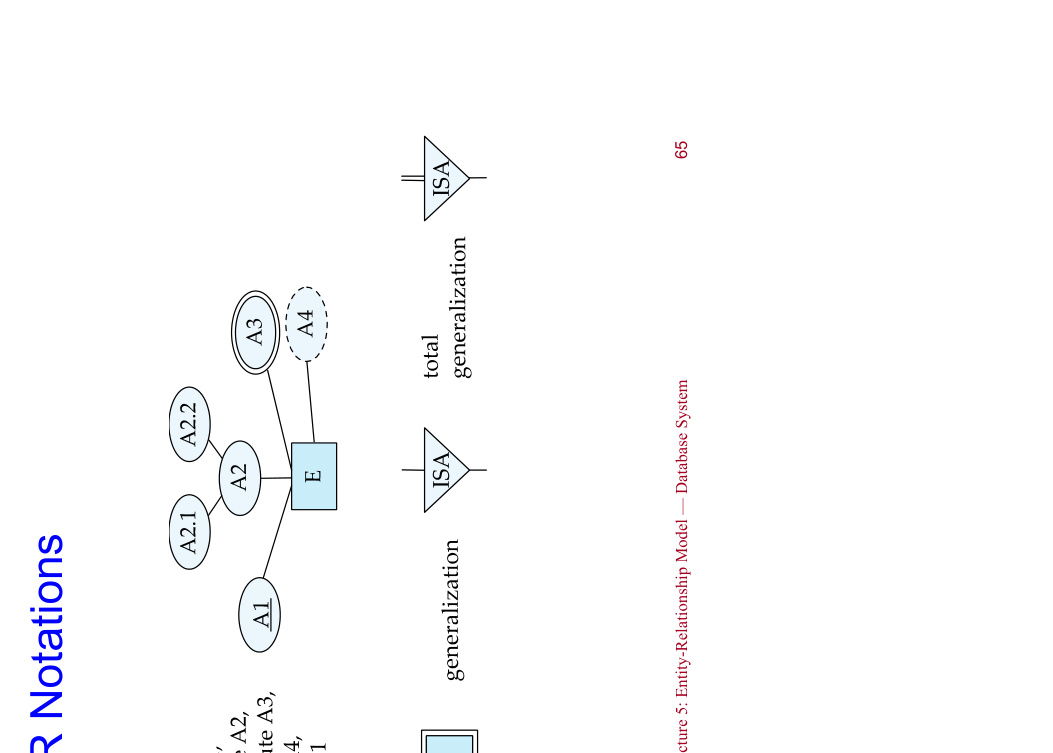 R Notations
A2.1
A2.2
A2
A1
A3
A4
E
e A2,
ute A3,
4,
1
generalization
ISA
total
generalization
ISA
cture 5: Entity-Relationship Model — Database System
65